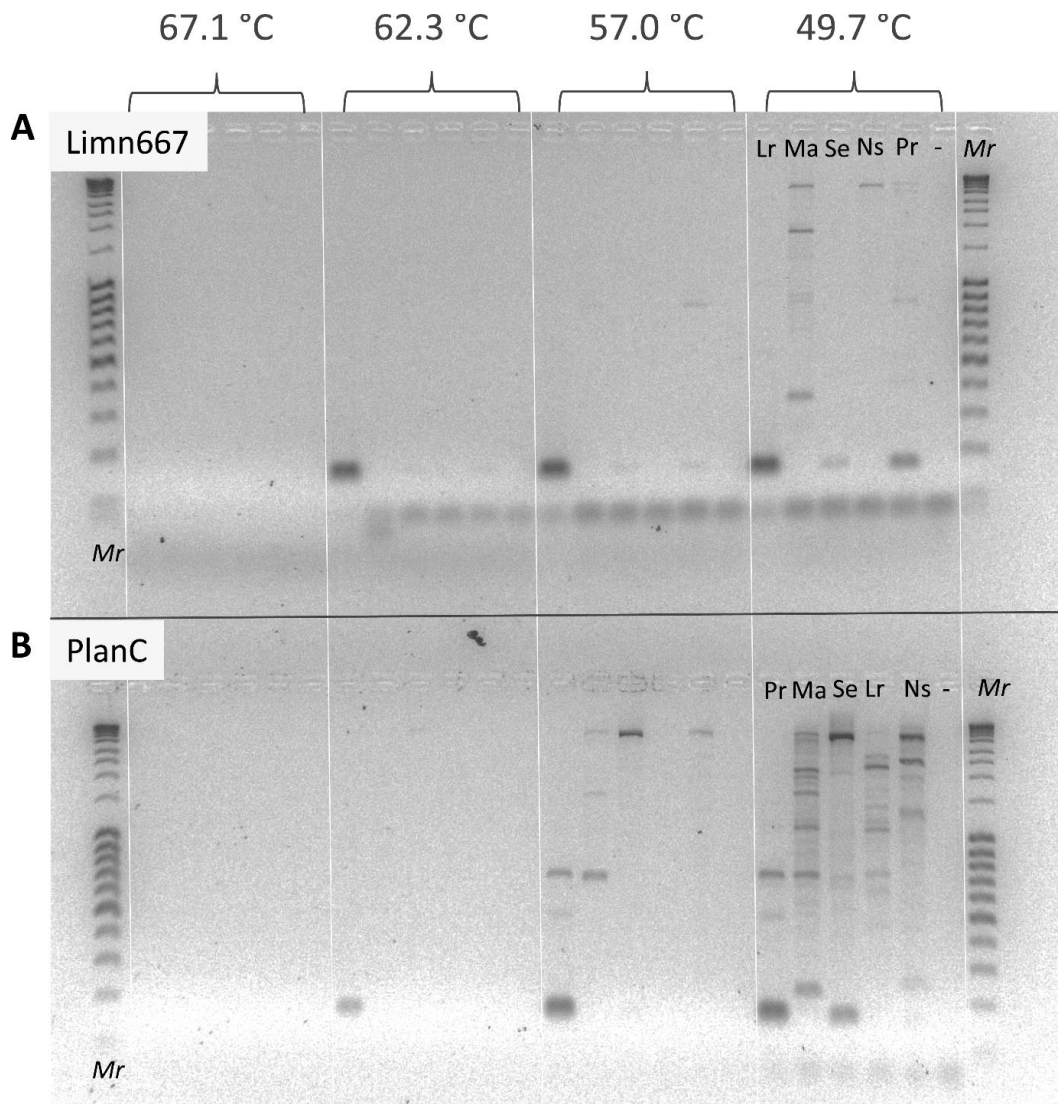 67.1 °C 62.3 °C 57.0 °C 49.7 °C
A
Limn667
Lr Ma Se Ns Pr - Mr
Mr
B
PlanC
Pr Ma Se Lr Ns - Mr
Mr